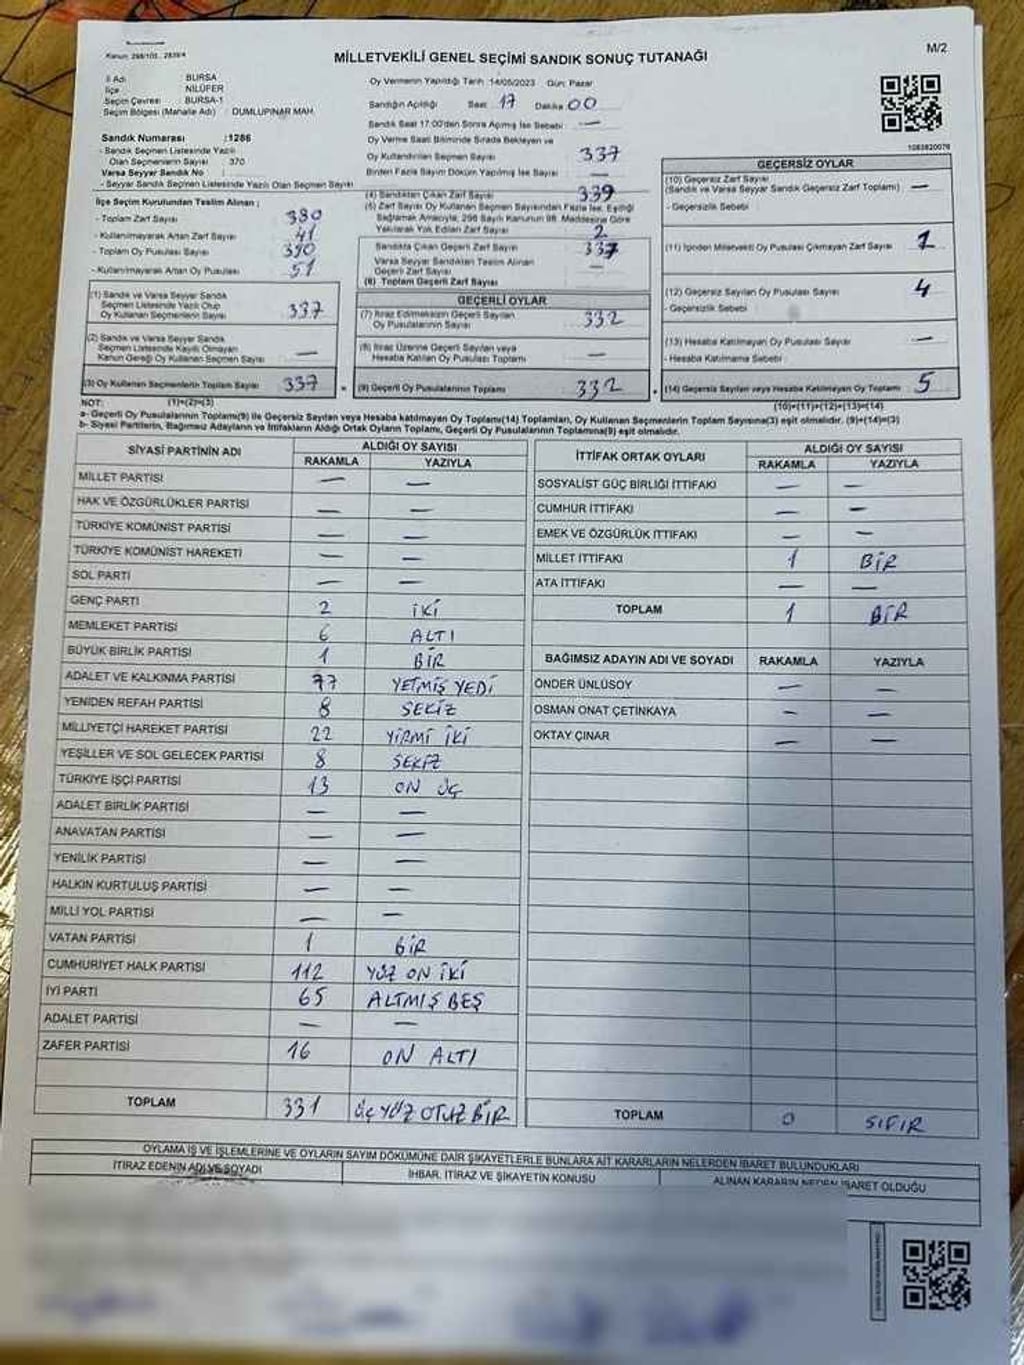 M/2
MİLLETVEKİLİ GENEL SEÇİMİ SANDIK SONUÇ TUTANAĞI
İl Adı : BURSA
İlçe : NİLÜFER
Seçim Çevresi : BURSA-1
Seçim Bölgesi (Mahalle Adı) : DUMLUPINAR MAH.
Sandık Numarası : 1286
- Sandık Seçmen Listesinde Yazılı
Olan Seçmenlerin Sayısı : 370
Varsa Seyyar Sandık No :
- Seyyar Sandık Seçmen Listesinde Yazılı Olan Seçmen Sayısı
İlçe Seçim Kurulundan Teslim Alınan ;
- Toplam Zarf Sayısı 380
- Kullanılmayarak Artan Zarf Sayısı 41
- Toplam Oy Pusulası Sayısı 390
- Kullanılmayarak Artan Oy Pusulası 51
(1) Sandık ve Varsa Seyyar Sandık
Seçmen Listesinde Yazılı Olup
Oy Kullanan Seçmenlerin Sayısı 337
(2) Sandık ve Varsa Seyyar Sandık
Seçmen Listesinde Kayıtlı Olmayan
Kanun Gereği Oy Kullanan Seçmen Sayısı —
(3) Oy Kullanan Seçmenlerin Toplam Sayısı 337
(1)+(2)=(3)
Oy Vermenin Yapıldığı Tarih :14/05/2023 Gün: Pazar
Sandığın Açıldığı Saat 17 Dakika 00
Sandık Saat 17:00'den Sonra Açılmış İse Sebebi : —
Oy Verme Saati Bitiminde Sırada Bekleyen ve
Oy Kullandırılan Seçmen Sayısı 337
Birden Fazla Sayım Döküm Yapılmış İse Sayısı —
(4) Sandıktan Çıkan Zarf Sayısı 339
(5) Zarf Sayısı Oy Kullanan Seçmen Sayısından Fazla İse, Eşitliği
Sağlamak Amacıyla, 298 Sayılı Kanunun 98. Maddesine Göre
Yakılarak Yok Edilen Zarf Sayısı 2
Sandıkta Çıkan Geçerli Zarf Sayısı 337
Varsa Seyyar Sandıktan Teslim Alınan
Geçerli Zarf Sayısı —
(6) Toplam Geçerli Zarf Sayısı
GEÇERLİ OYLAR
(7) İtiraz Edilmeksizin Geçerli Sayılan
Oy Pusulalarının Sayısı 332
(8) İtiraz Üzerine Geçerli Sayılan veya
Hesaba Katılan Oy Pusulası Toplamı —
(9) Geçerli Oy Pusulalarının Toplamı 332
1083820076
GEÇERSİZ OYLAR
(10) Geçersiz Zarf Sayısı
(Sandık ve Varsa Seyyar Sandık Geçersiz Zarf Toplamı) —
- Geçersizlik Sebebi :
(11) İçinden Milletvekili Oy Pusulası Çıkmayan Zarf Sayısı 1
(12) Geçersiz Sayılan Oy Pusulası Sayısı 4
- Geçersizlik Sebebi :
(13) Hesaba Katılmayan Oy Pusulası Sayısı —
- Hesaba Katılmama Sebebi :
(14) Geçersiz Sayılan veya Hesaba Katılmayan Oy Toplamı 5
(10)+(11)+(12)+(13)=(14)
NOT:
a- Geçerli Oy Pusulalarının Toplamı(9) ile Geçersiz Sayılan veya Hesaba katılmayan Oy Toplamı(14) Toplamları, Oy Kullanan Seçmenlerin Toplam Sayısına(3) eşit olmalıdır. (9)+(14)=(3)
b- Siyasi Partilerin, Bağımsız Adayların ve İttifakların Aldığı Ortak Oyların Toplamı, Geçerli Oy Pusulalarının Toplamına(9) eşit olmalıdır.
SİYASİ PARTİNİN ADI ALDIĞI OY SAYISI
RAKAMLA YAZIYLA
MİLLET PARTİSİ — —
HAK VE ÖZGÜRLÜKLER PARTİSİ — —
TÜRKİYE KOMÜNİST PARTİSİ — —
TÜRKİYE KOMÜNİST HAREKETİ — —
SOL PARTİ — —
GENÇ PARTİ 2 İKİ
MEMLEKET PARTİSİ 6 ALTI
BÜYÜK BİRLİK PARTİSİ 1 BİR
ADALET VE KALKINMA PARTİSİ 77 YETMİŞ YEDİ
YENİDEN REFAH PARTİSİ 8 SEKİZ
MİLLİYETÇİ HAREKET PARTİSİ 22 YİRMİ İKİ
YEŞİLLER VE SOL GELECEK PARTİSİ 8 SEKİZ
TÜRKİYE İŞÇİ PARTİSİ 13 ON ÜÇ
ADALET BİRLİK PARTİSİ — —
ANAVATAN PARTİSİ — —
YENİLİK PARTİSİ — —
HALKIN KURTULUŞ PARTİSİ — —
MİLLİ YOL PARTİSİ — —
VATAN PARTİSİ 1 BİR
CUMHURİYET HALK PARTİSİ 112 YÜZ ON İKİ
İYİ PARTİ 65 ALTMIŞ BEŞ
ADALET PARTİSİ — —
ZAFER PARTİSİ 16 ON ALTI
TOPLAM 331 ÜÇ YÜZ OTUZ BİR
İTTİFAK ORTAK OYLARI ALDIĞI OY SAYISI
RAKAMLA YAZIYLA
SOSYALİST GÜÇ BİRLİĞİ İTTİFAKI — —
CUMHUR İTTİFAKI — —
EMEK VE ÖZGÜRLÜK İTTİFAKI — —
MİLLET İTTİFAKI 1 BİR
ATA İTTİFAKI — —
TOPLAM 1 BİR
BAĞIMSIZ ADAYIN ADI VE SOYADI RAKAMLA YAZIYLA
ÖNDER ÜNLÜSOY — —
OSMAN ONAT ÇETİNKAYA — —
OKTAY ÇINAR — —
TOPLAM 0 SIFIR
OYLAMA İŞ VE İŞLEMLERİNE VE OYLARIN SAYIM DÖKÜMÜNE DAİR ŞİKAYETLERLE BUNLARA AİT KARARLARIN NELERDEN İBARET BULUNDUKLARI
İTİRAZ EDENİN ADI VE SOYADI İHBAR, İTİRAZ VE ŞİKAYETİN KONUSU ALINAN KARARIN NEDEN İBARET OLDUĞU